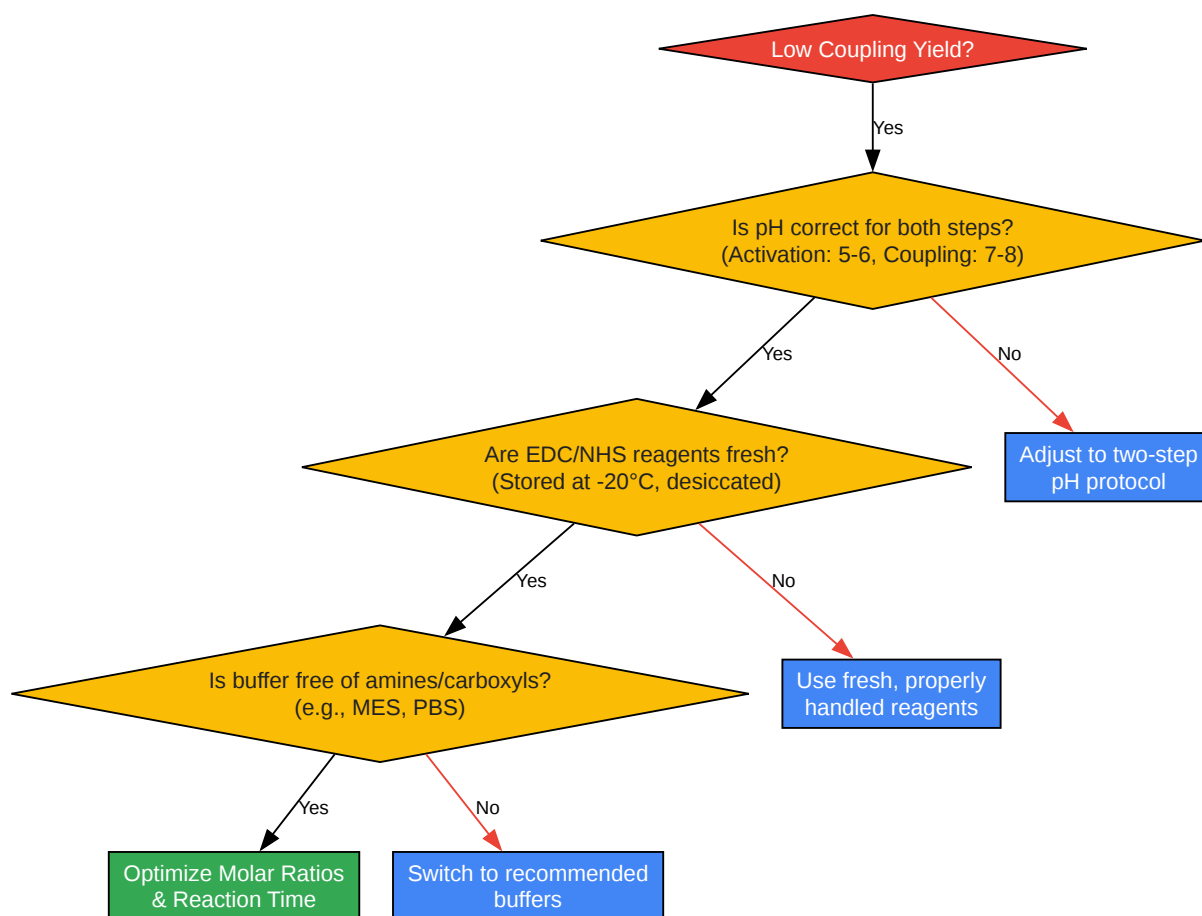 Low Coupling Yield?
Yes
Is pH correct for both steps?
(Activation: 5-6, Coupling: 7-8)
Yes
No
Are EDC/NHS reagents fresh?
(Stored at -20°C, desiccated)
Adjust to two-step
pH protocol
Yes
No
Is buffer free of amines/carboxyls?
(e.g., MES, PBS)
Use fresh, properly
handled reagents
Yes
No
Optimize Molar Ratios
& Reaction Time
Switch to recommended
buffers